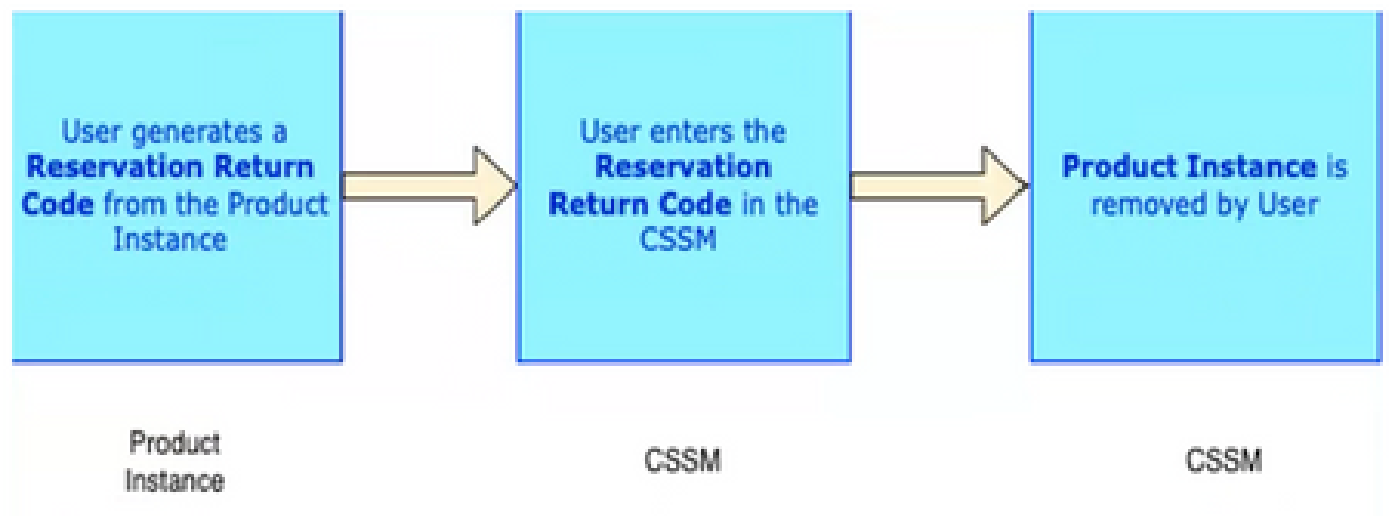 User generates a
Reservation Return
Code from the Product
Instance
User enters the
Reservation
Return Code in the
CSSM
Product Instance is
removed by User
Product
Instance
CSSM
CSSM